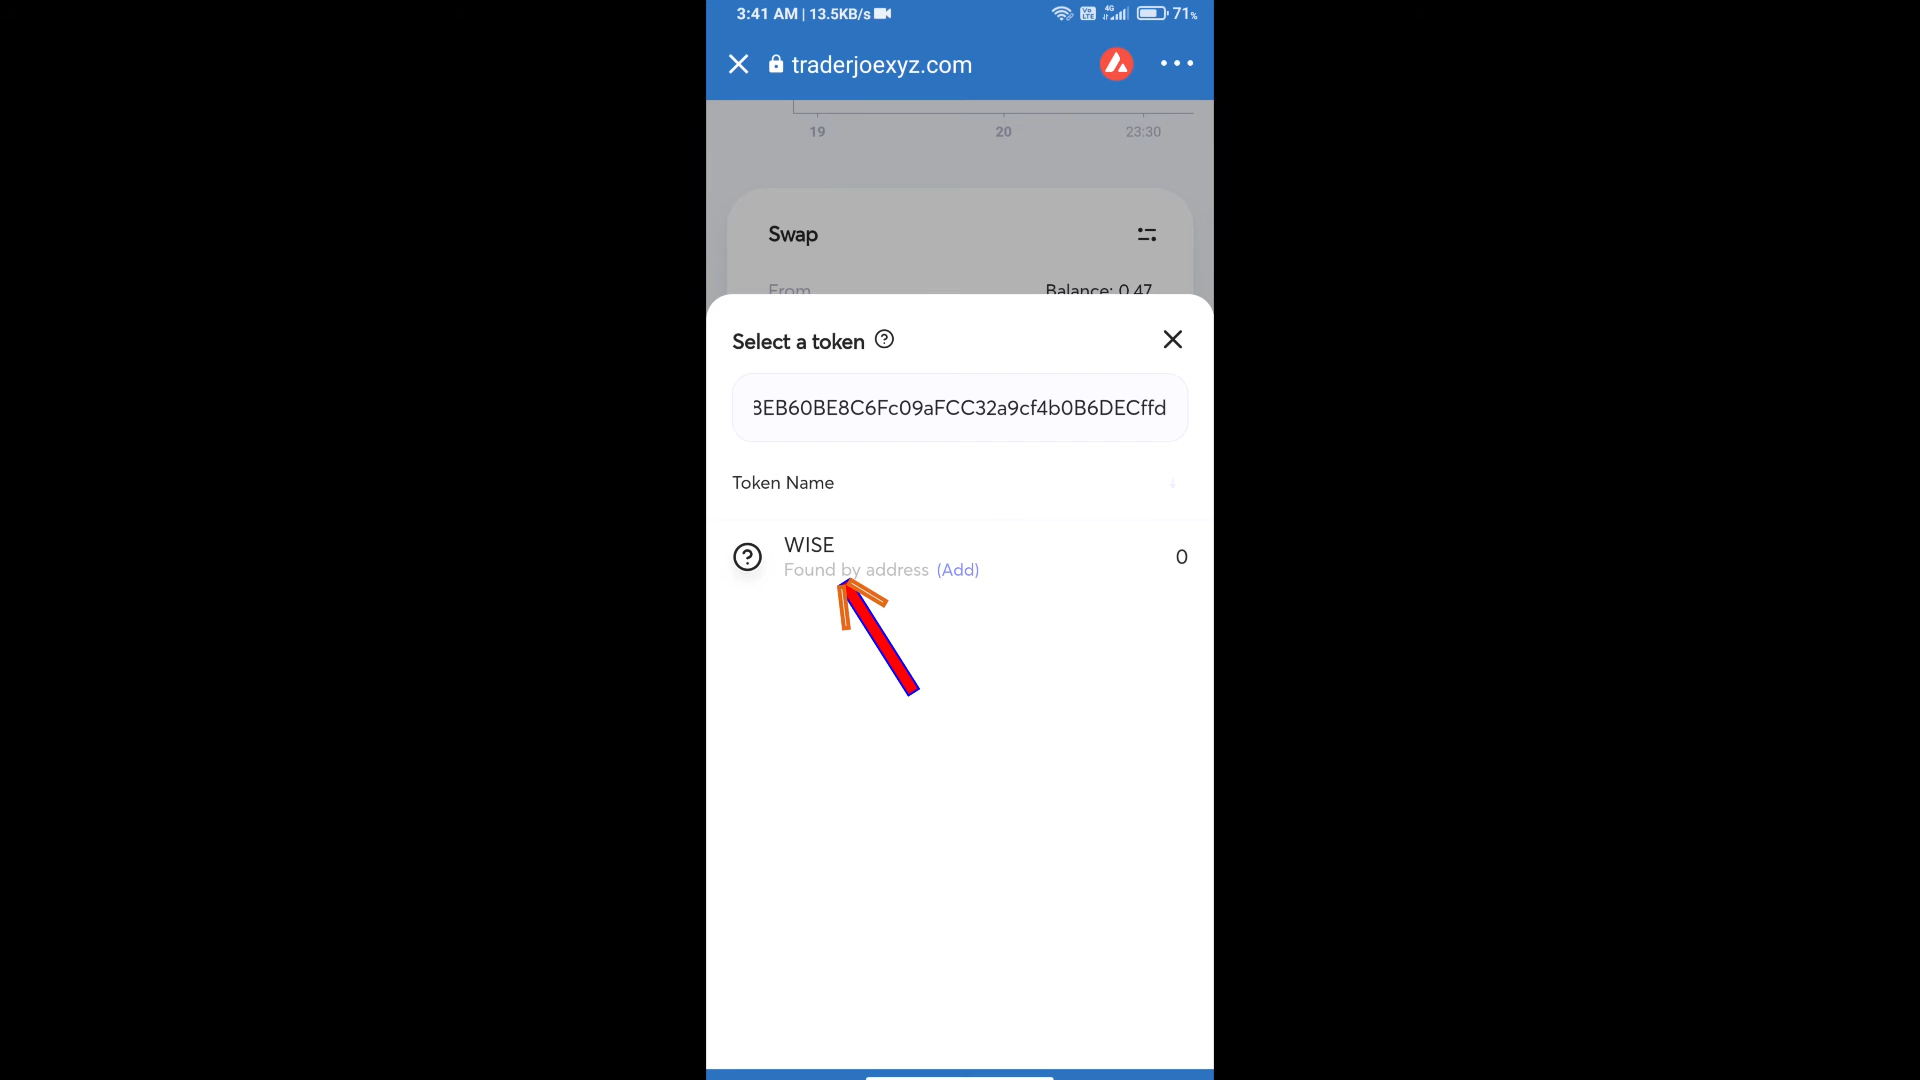 3:41 AM | 13.5KB/s
4G
71%
traderjoexyz.com
19 20 23:30
Swap
From Balance: 0.47
Select a token
3EB60BE8C6Fc09aFCC32a9cf4b0B6DECffd
Token Name
WISE
Found by address (Add)
0